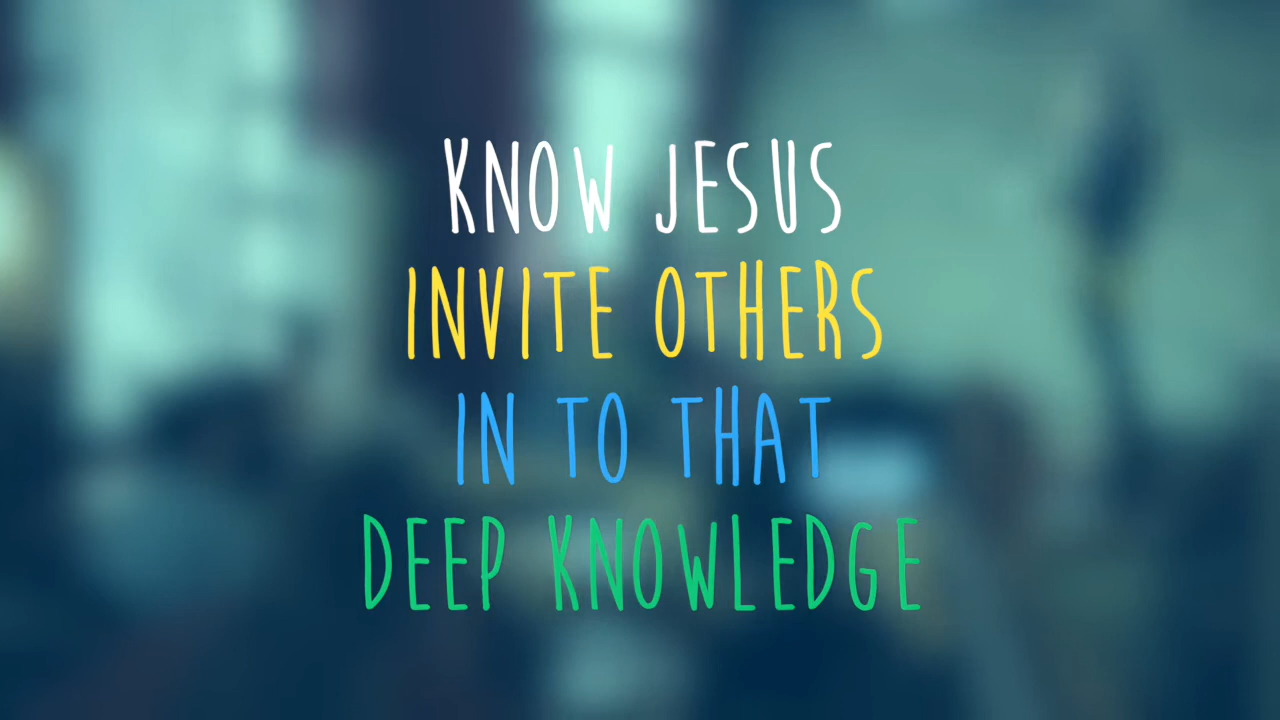 KNOW JESUS
INVITE OTHERS
IN TO THAT
DEEP KNOWLEDGE